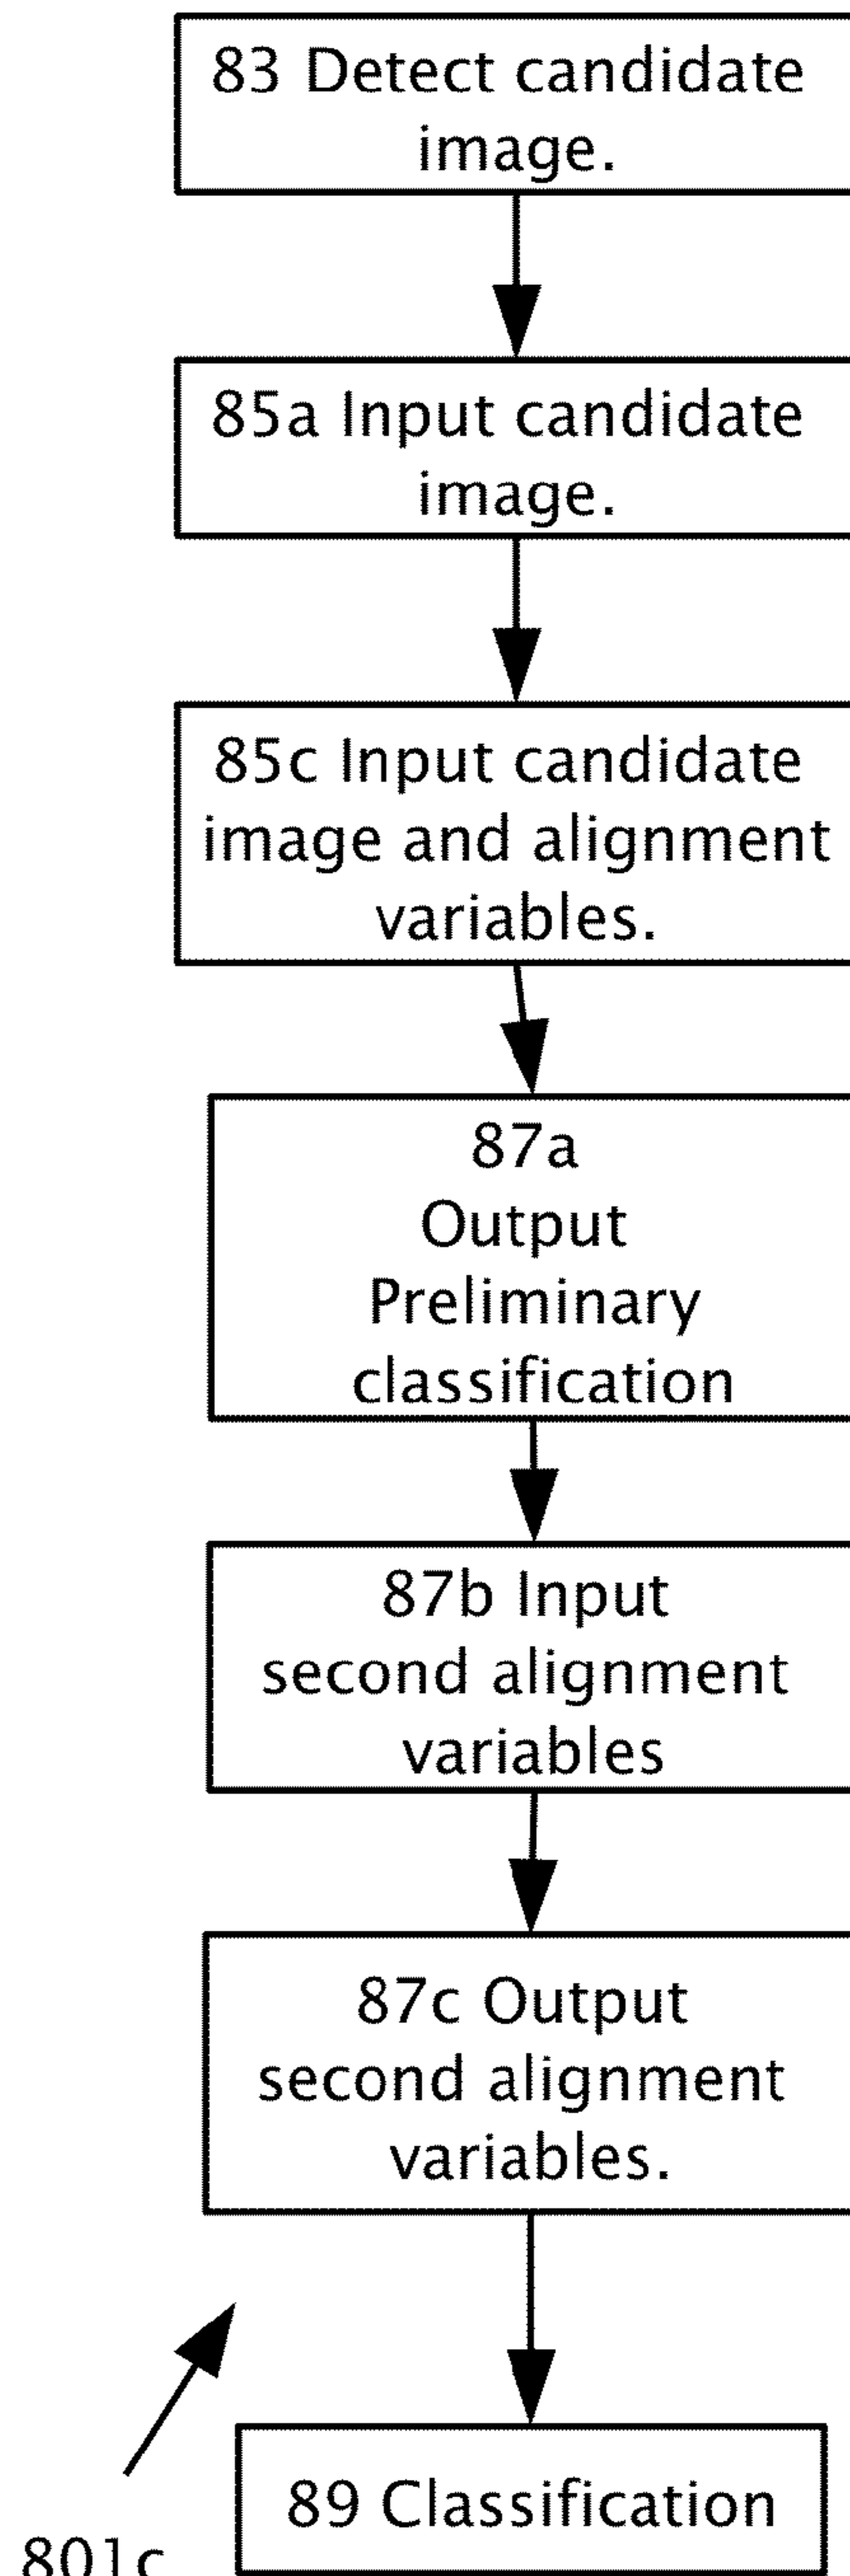 83 Detect candidate
image.
85a Input candidate
image.
85c Input candidate
image and alignment
variables.
87a
Output
Preliminary
classification
87b Input
second alignment
variables
87c Output
second alignment
variables.
89 Classification
801c